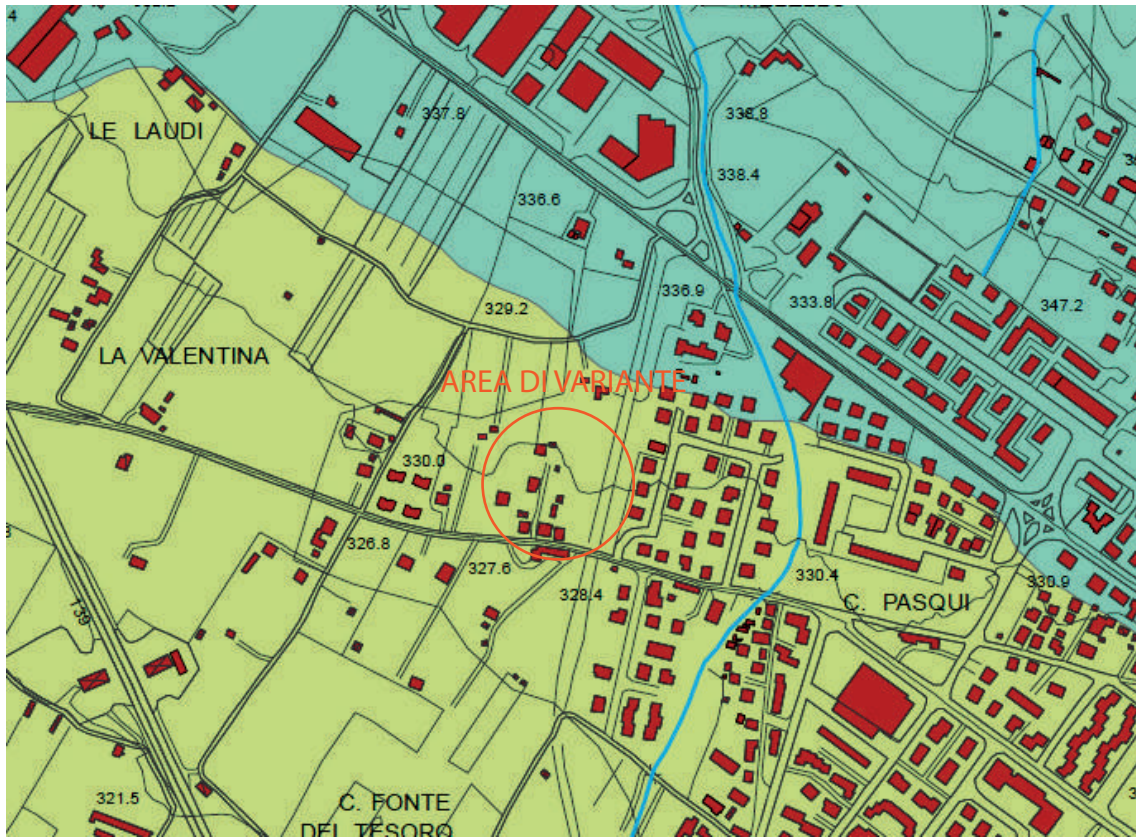 LE LAUDI
337.8
338.8
338.4
336.6
336.9
333.8
347.2
329.2
LA VALENTINA
AREA DI VARIANTE
330.0
326.8
327.6
328.4
330.4
330.9
C. PASQUI
139
321.5
C. FONTE
DEL TESORO